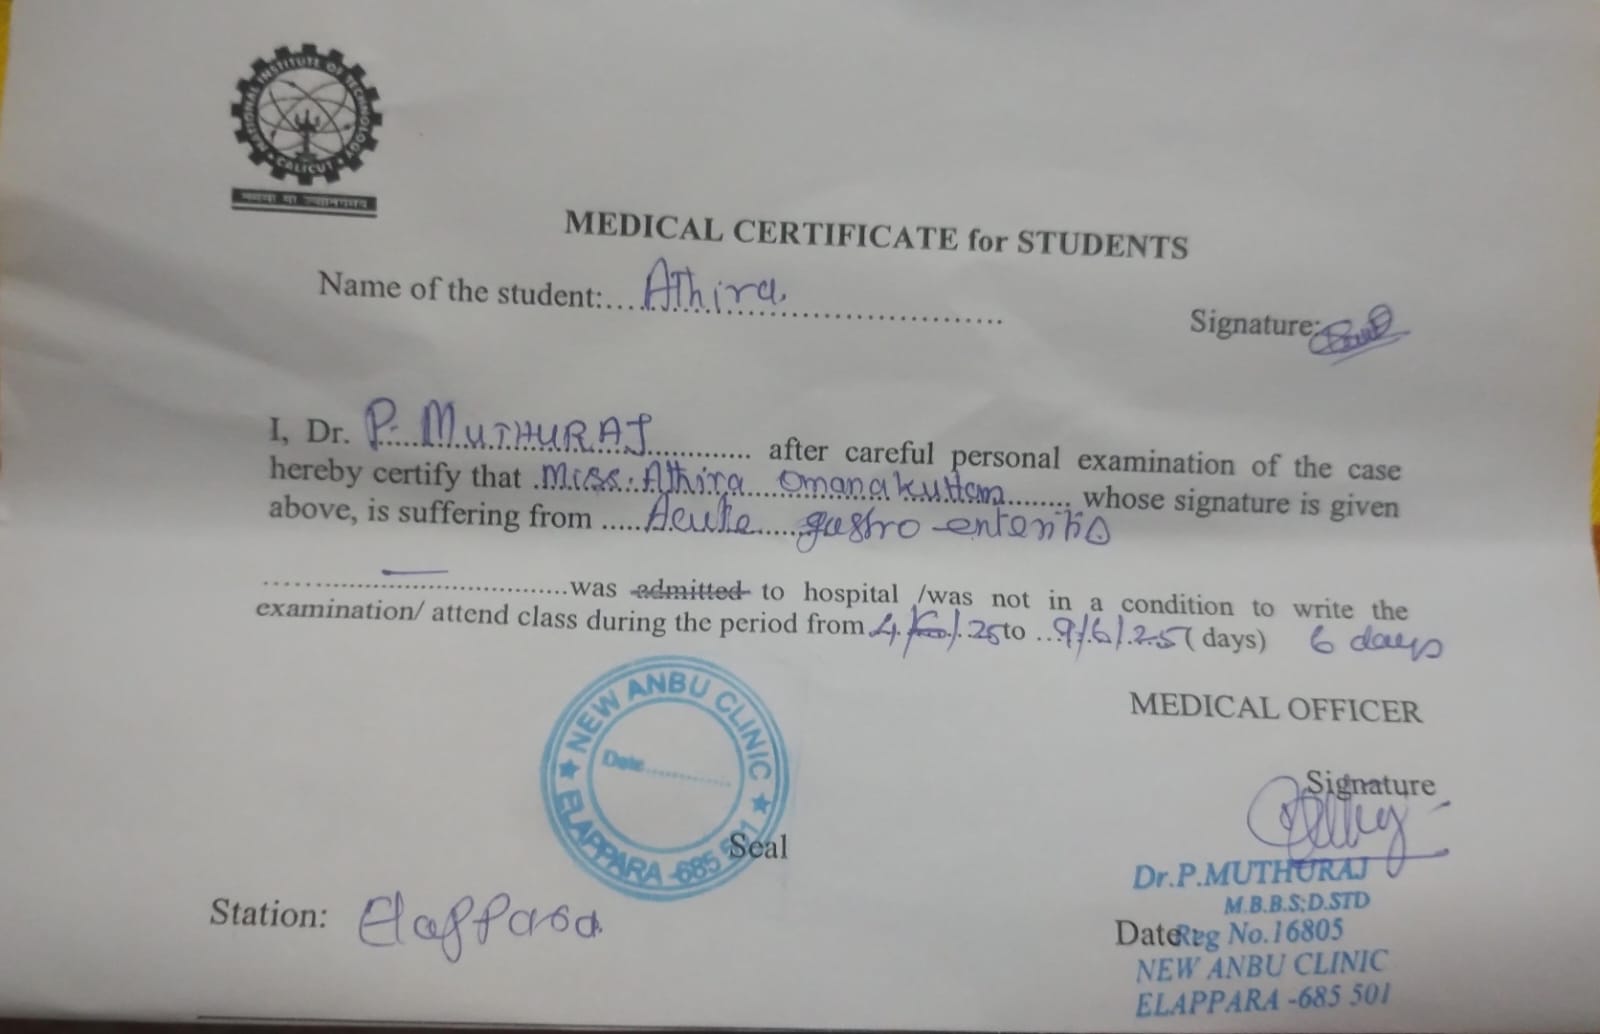 NATIONAL INSTITUTE OF TECHNOLOGY
CALICUT
MEDICAL CERTIFICATE for STUDENTS
Name of the student:....Athira..........................
Signature:
I, Dr. P. MUTHURAJ ............ after careful personal examination of the case
hereby certify that .Miss. Athira Omanakuttan........, whose signature is given
above, is suffering from .....Acute gastro enteritis
.....................................was admitted to hospital /was not in a condition to write the
examination/ attend class during the period from 4/6/25 to ..9/6/25 (days) 6 days
NEW ANBU CLINIC
Date...............
ELAPPARA -685 501
Seal
MEDICAL OFFICER
Signature
Dr.P.MUTHURAJ
M.B.B.S;D.STD
Date:
Reg No.16805
NEW ANBU CLINIC
ELAPPARA -685 501
Station: Elappara